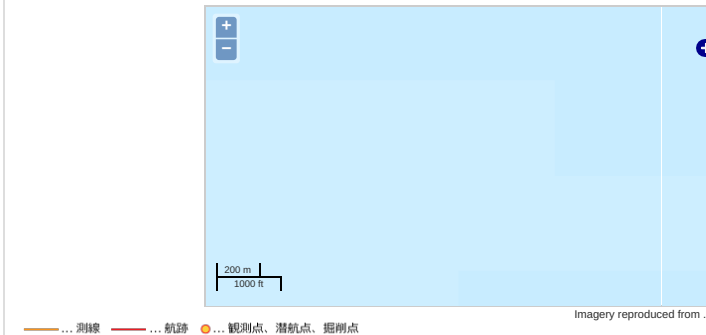 +
−
200 m
1000 ft
Imagery reproduced from .
... 測線 ... 航跡 ... 観測点、潜航点、掘削点